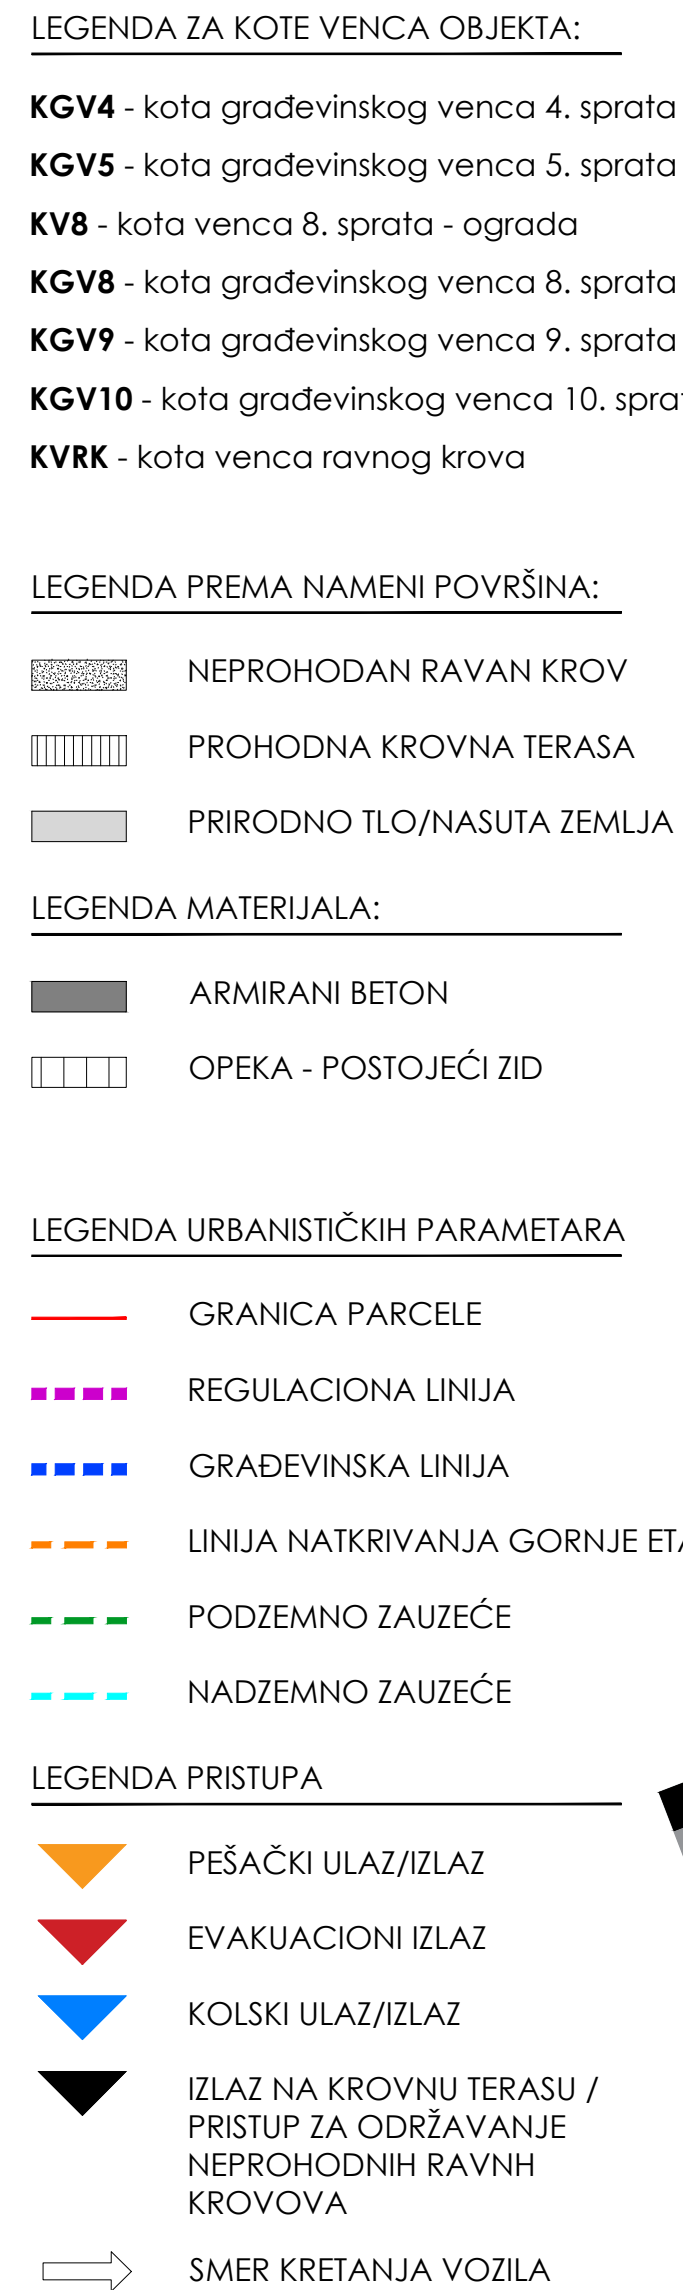 LEGENDA ZA KOTE VENCA OBJEKTA:
KGV4 - kota građevinskog venca 4. sprata
KGV5 - kota građevinskog venca 5. sprata
KV8 - kota venca 8. sprata - ograda
KGV8 - kota građevinskog venca 8. sprata
KGV9 - kota građevinskog venca 9. sprata
KGV10 - kota građevinskog venca 10.
KVRK - kota venca ravnog krova
LEGENDA PREMA NAMENI POVRŠINA:
NEPROHODAN RAVAN KROV
PROHODNA KROVNA TERASA
PRIRODNO TLO/NASUTA ZEMLJA
LEGENDA MATERIJALA:
ARMIRANI BETON
OPEKA - POSTOJEĆI ZID
LEGENDA URBANISTIČKIH PARAMETARA
GRANICA PARCELE
REGULACIONA LINIJA
GRAĐEVINSKA LINIJA
LINIJA NATKRIVANJA GORNJE
PODZEMNO ZAUZEĆE
NADZEMNO ZAUZEĆE
LEGENDA PRISTUPA
PEŠAČKI ULAZ/IZLAZ
EVAKUACIONI IZLAZ
KOLSKI ULAZ/IZLAZ
IZLAZ NA KROVNU TERASU /
PRISTUP ZA ODRŽAVANJE
NEPROHODNIH RAVNH
KROVOVA
SMER KRETANJA VOZILA